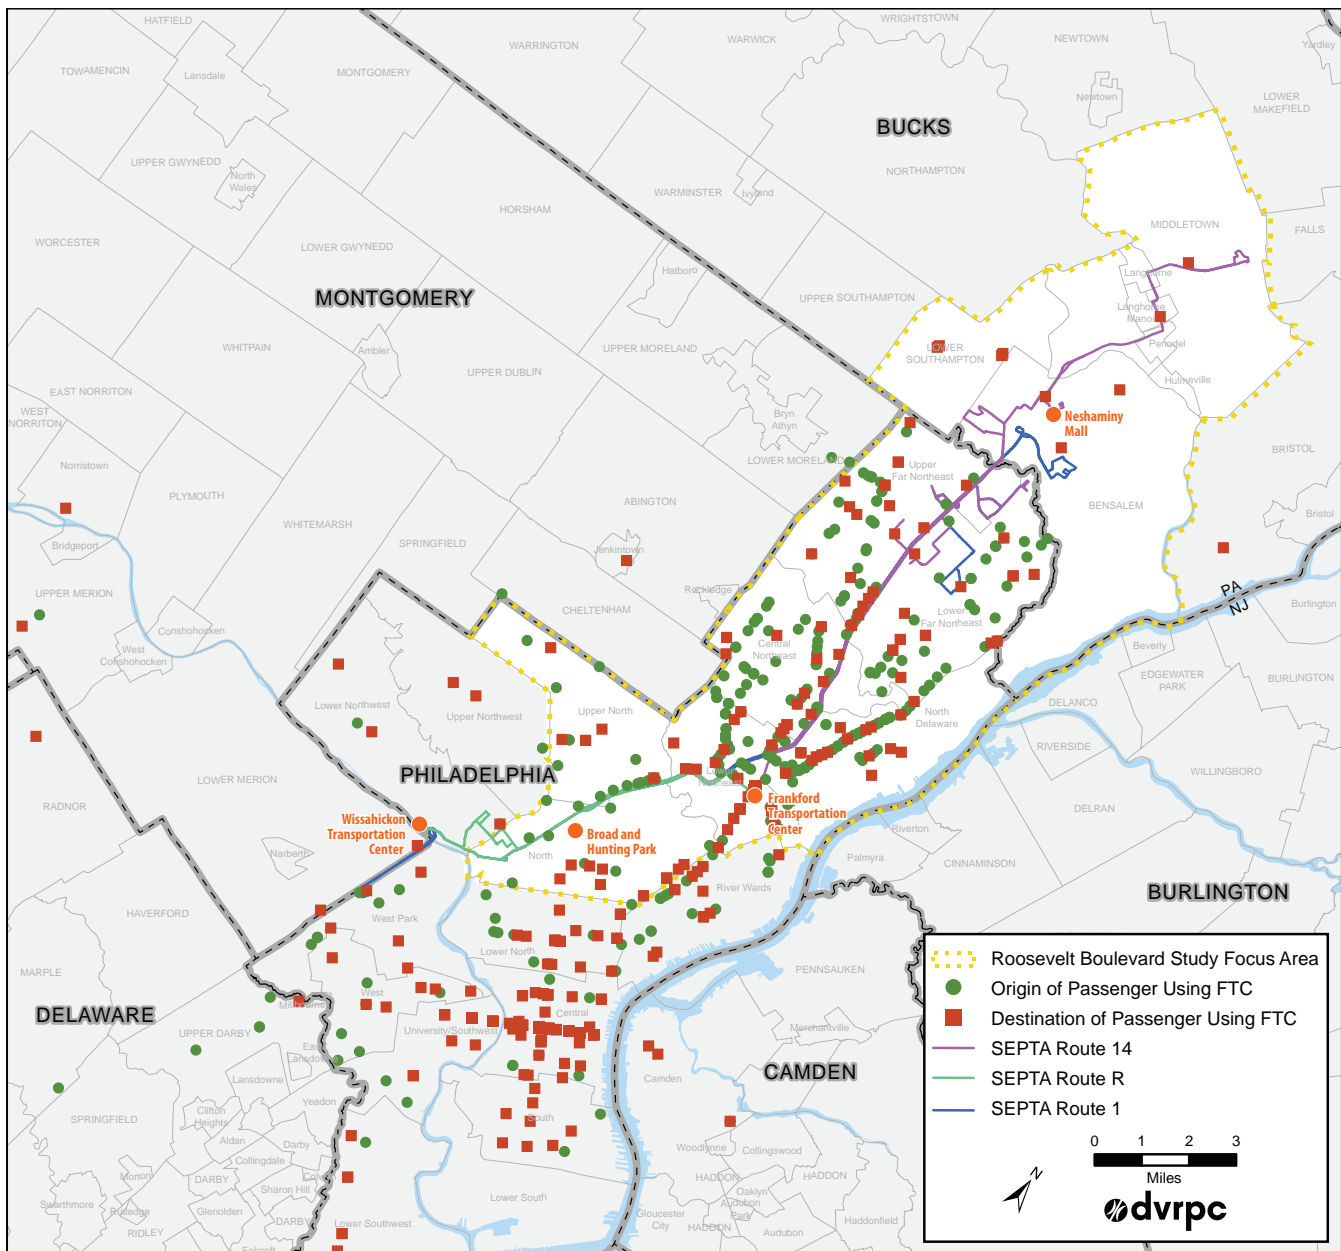 HATFIELD
WRIGHTSTOWN
NEWTOWN
Yardley
WARRINGTON
WARWICK
TOWAMENCIN
Lansdale
MONTGOMERY
Newtown
LOWER
MAKEFIELD
BUCKS
UPPER GWYNEDD
North
Wales
NORTHAMPTON
WARMINSTER
Ivyland
HORSHAM
MIDDLETOWN
FALLS
WORCESTER
LOWER GWYNEDD
Hatboro
Langhorne
MONTGOMERY
UPPER SOUTHAMPTON
Langhorne
Manor
WHITPAIN
Ambler
UPPER MORELAND
LOWER
SOUTHAMPTON
Penndel
UPPER DUBLIN
Hulmeville
EAST NORRITON
WEST
NORRITON
Bryn
Athyn
Neshaminy
Mall
Norristown
LOWER MORELAND
Upper
Far Northeast
BRISTOL
PLYMOUTH
ABINGTON
BENSALEM
WHITEMARSH
Bristol
Bridgeport
SPRINGFIELD
Jenkintown
UPPER MERION
Rockledge
CHELTENHAM
PA
NJ
Burlington
Conshohocken
Lower
Far Northeast
West
Conshohocken
Central
Northeast
Beverly
EDGEWATER
PARK
BURLINGTON
Lower Northwest
Upper Northwest
Upper North
North
Delaware
DELANCO
RIVERSIDE
LOWER MERION
PHILADELPHIA
Lower
Northeast
WILLINGBORO
RADNOR
DELRAN
Wissahickon
Transportation
Center
Frankford
Transportation
Center
Broad and
Hunting Park
Riverton
Narberth
North
Palmyra
CINNAMINSON
River Wards
BURLINGTON
HAVERFORD
West Park
Lower North
MARPLE
PENNSAUKEN
West
Millbourne
DELAWARE
University/Southwest
Central
UPPER DARBY
Merchantville
East
Lansdowne
CAMDEN
Lansdowne
Camden
Yeadon
SPRINGFIELD
Clifton
Heights
South
Aldan
Darby
Woodlynne
Collingswood
Collingdale
Morton
DARBY
Sharon Hill
HADDON
HADDON
Swarthmore
Rutledge
Glenolden
DARBY
Lower South
Oaklyn
Audubon
Park
Gloucester
City
RIDLEY
Lower Southwest
HADDON
Audubon
Haddonfield
Roosevelt Boulevard Study Focus Area
Origin of Passenger Using FTC
Destination of Passenger Using FTC
SEPTA Route 14
SEPTA Route R
SEPTA Route 1
0 1 2 3
Miles
N
dvrpc